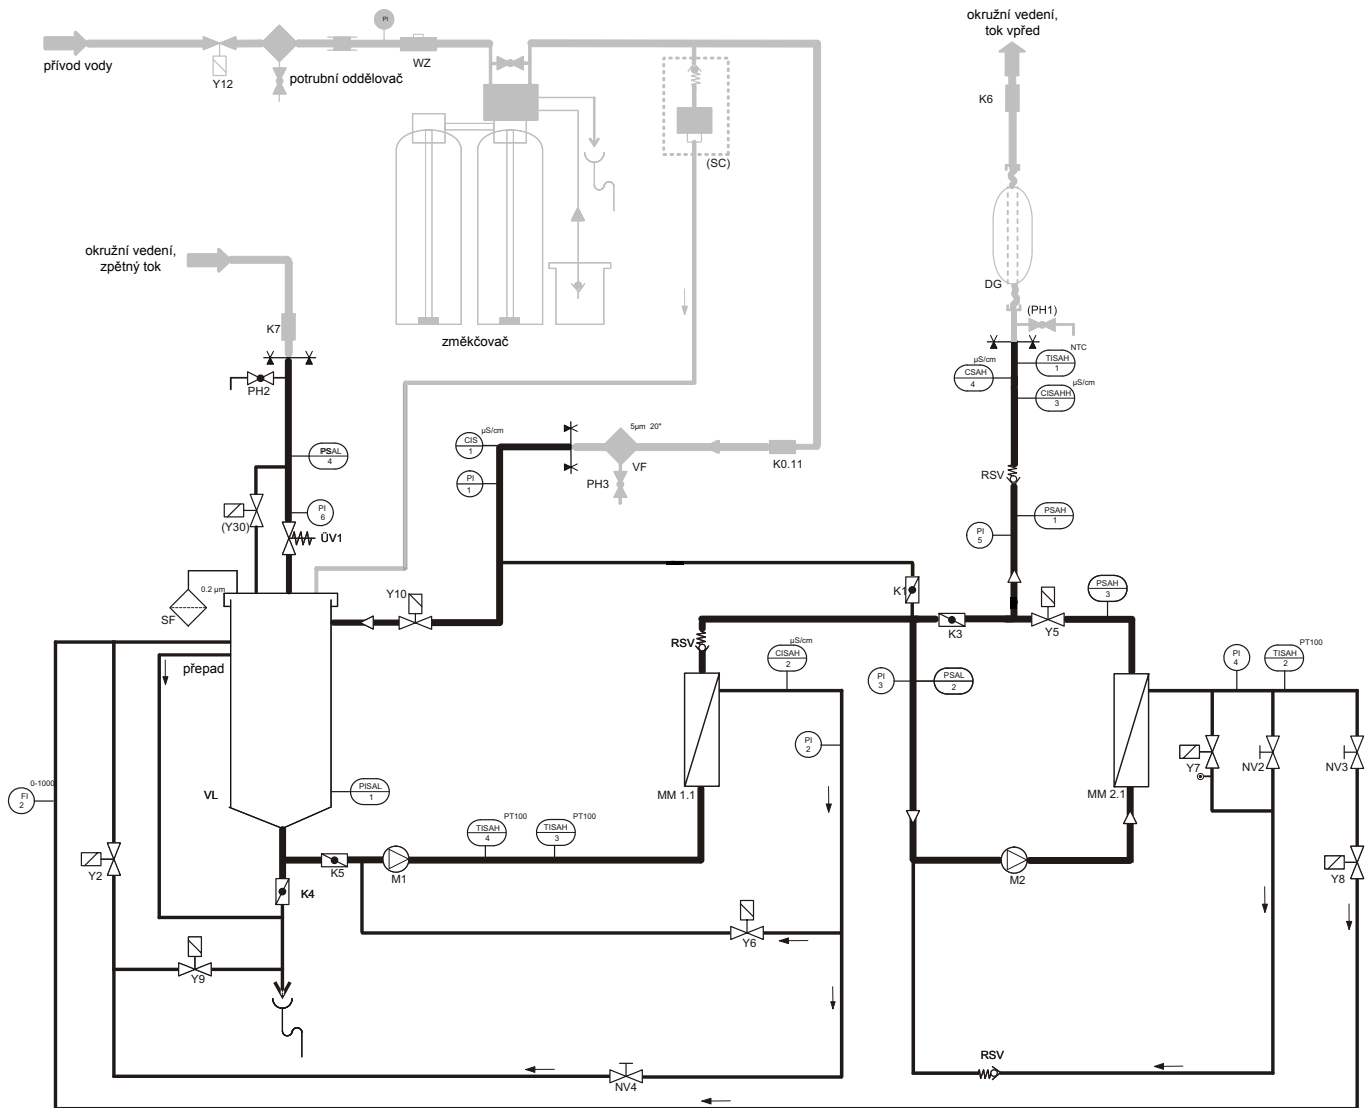 okružní vedení,
tok vpřed
PI
přívod vody
Y12
potrubní oddělovač
WZ
K6
(SC)
okružní vedení,
zpětný tok
DG
(PH1)
K7
změkčovač
NTC
TISAH
1
µS/cm
CSAH
4
PH2
µS/cm
CISAHH
3
5µm 20"
µS/cm
CIS
1
VF
K0.11
PSAL
4
RSV
PI
1
PH3
PI
6
PSAH
1
(Y30)
ÜV1
PI
5
0.2 µm
SF
Y10
K1
PSAH
3
K3
Y5
RSV
µS/cm
CISAH
2
PI
4
TISAH
2
PT100
přepad
PI
3
PSAL
2
PI
2
Y7
NV2
NV3
0-1000
FI
2
VL
PISAL
1
MM 1.1
MM 2.1
TISAH
4
PT100
TISAH
3
PT100
Y2
K5
M1
M2
Y8
K4
Y6
Y9
RSV
NV4